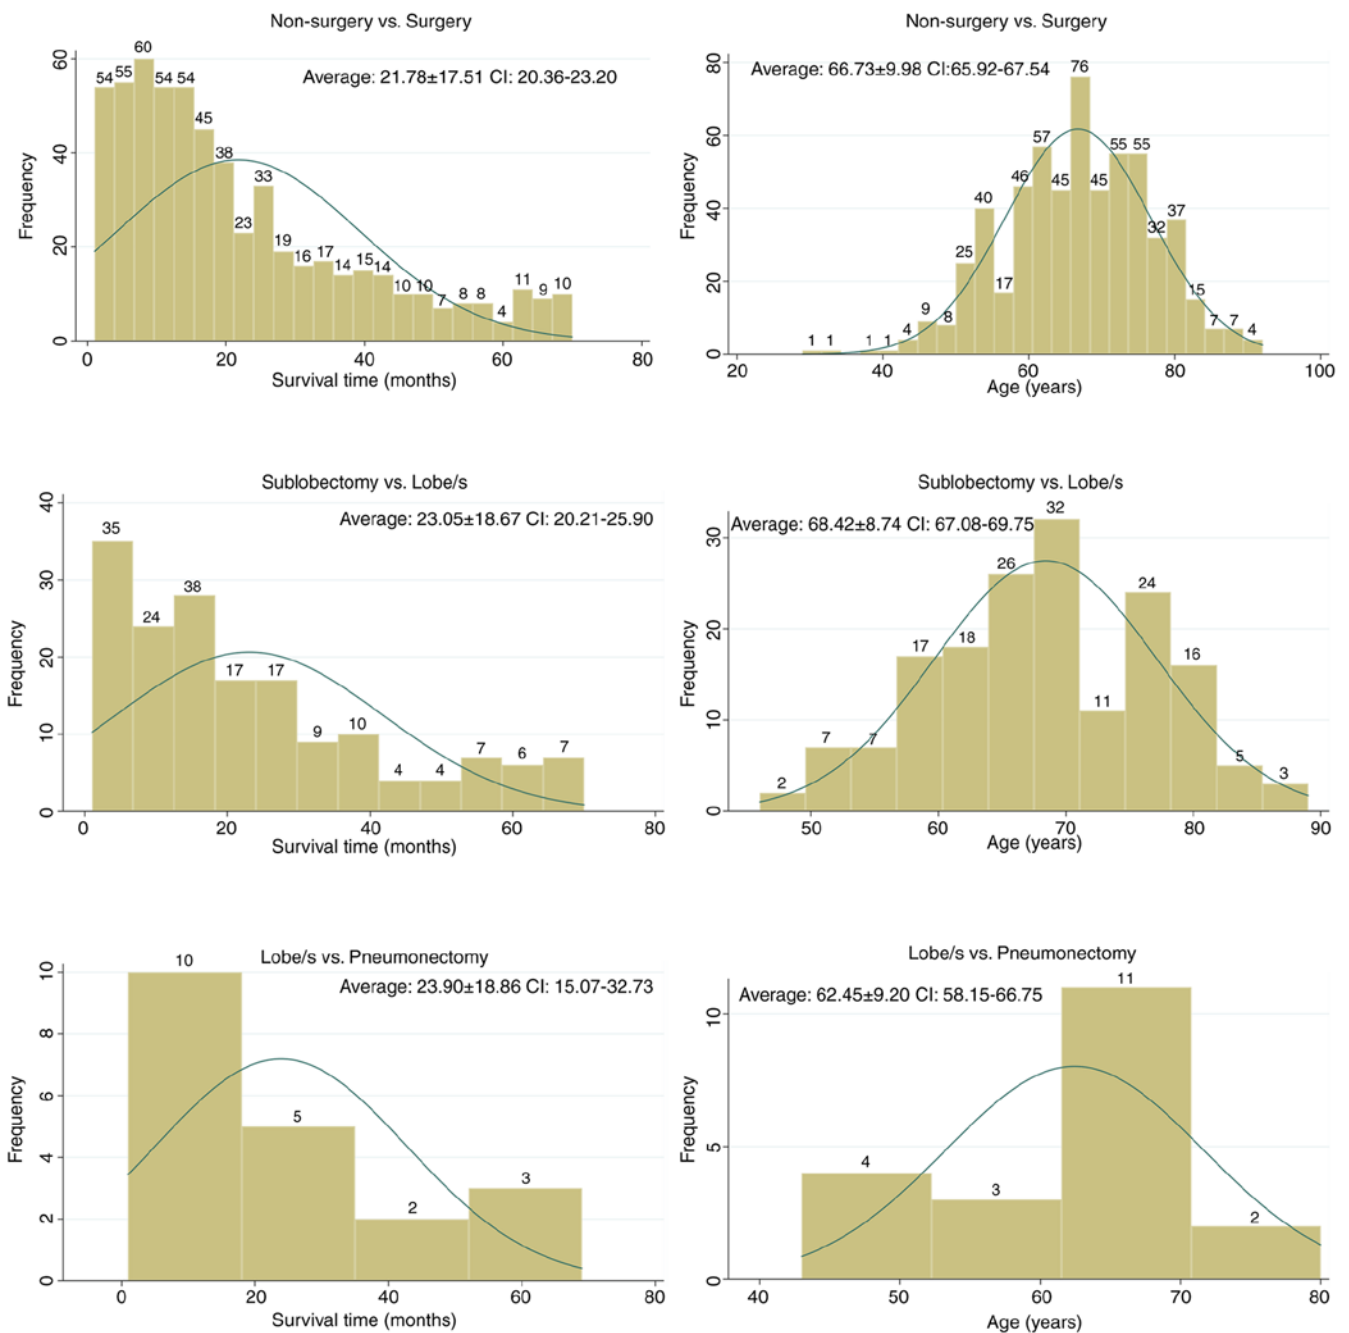 Non-surgery vs. Surgery
Average: 21.78±17.51 CI: 20.36-23.20
Frequency
60
40
20
0
54 55 60 54 54 45 38 23 33 19 16 17 14 15 14 10 10 7 8 8 4 11 9 10
0 20 40 60 80
Survival time (months)
Non-surgery vs. Surgery
Average: 66.73±9.98 CI:65.92-67.54
Frequency
80
60
40
20
0
1 1 1 1 4 9 8 25 40 17 46 57 45 76 45 55 55 32 37 15 7 7 4
20 40 60 80 100
Age (years)
Sublobectomy vs. Lobe/s
Average: 23.05±18.67 CI: 20.21-25.90
Frequency
40
30
20
10
0
35 24 38 17 17 9 10 4 4 7 6 7
0 20 40 60 80
Survival time (months)
Sublobectomy vs. Lobe/s
Average: 68.42±8.74 CI: 67.08-69.75
Frequency
30
20
10
0
2 7 7 17 18 26 32 11 24 16 5 3
50 60 70 80 90
Age (years)
Lobe/s vs. Pneumonectomy
Average: 23.90±18.86 CI: 15.07-32.73
Frequency
10
8
6
4
2
0
10 5 2 3
0 20 40 60 80
Survival time (months)
Lobe/s vs. Pneumonectomy
Average: 62.45±9.20 CI: 58.15-66.75
Frequency
10
5
0
4 3 11 2
40 50 60 70 80
Age (years)